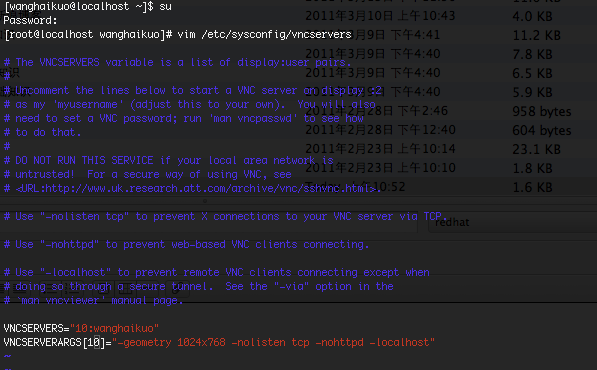 [wanghaikuo@localhost ~]$ su
Password:
[root@localhost wanghaikuo]# vim /etc/sysconfig/vncservers
# The VNCSERVERS variable is a list of display:user pairs.
#
# Uncomment the lines below to start a VNC server on display :2
# as my 'myusername' (adjust this to your own).  You will also
# need to set a VNC password; run 'man vncpasswd' to see how
# to do that.
#
# DO NOT RUN THIS SERVICE if your local area network is
# untrusted!  For a secure way of using VNC, see
# <URL:http://www.uk.research.att.com/archive/vnc/sshvnc.html>.
# Use "-nolisten tcp" to prevent X connections to your VNC server via TCP.
# Use "-nohttpd" to prevent web-based VNC clients connecting.
# Use "-localhost" to prevent remote VNC clients connecting except when
# doing so through a secure tunnel.  See the "-via" option in the
# 'man vncviewer' manual page.
VNCSERVERS="10:wanghaikuo"
VNCSERVERARGS[10]="-geometry 1024x768 -nolisten tcp -nohttpd -localhost"
~
~
2011年3月10日 上午10:43 4.0 KB
2011年3月9日 下午4:41 11.2 KB
2011年3月9日 下午4:40 7.8 KB
2011年3月9日 下午4:40 6.5 KB
下午4:40 5.9 KB
2011年2月28日 下午2:46 958 bytes
2011年2月28日 下午12:40 604 bytes
2011年2月23日 下午10:14 23.1 KB
2011年2月23日 下午10:10 1.8 KB
10:52 1.6 KB
redhat